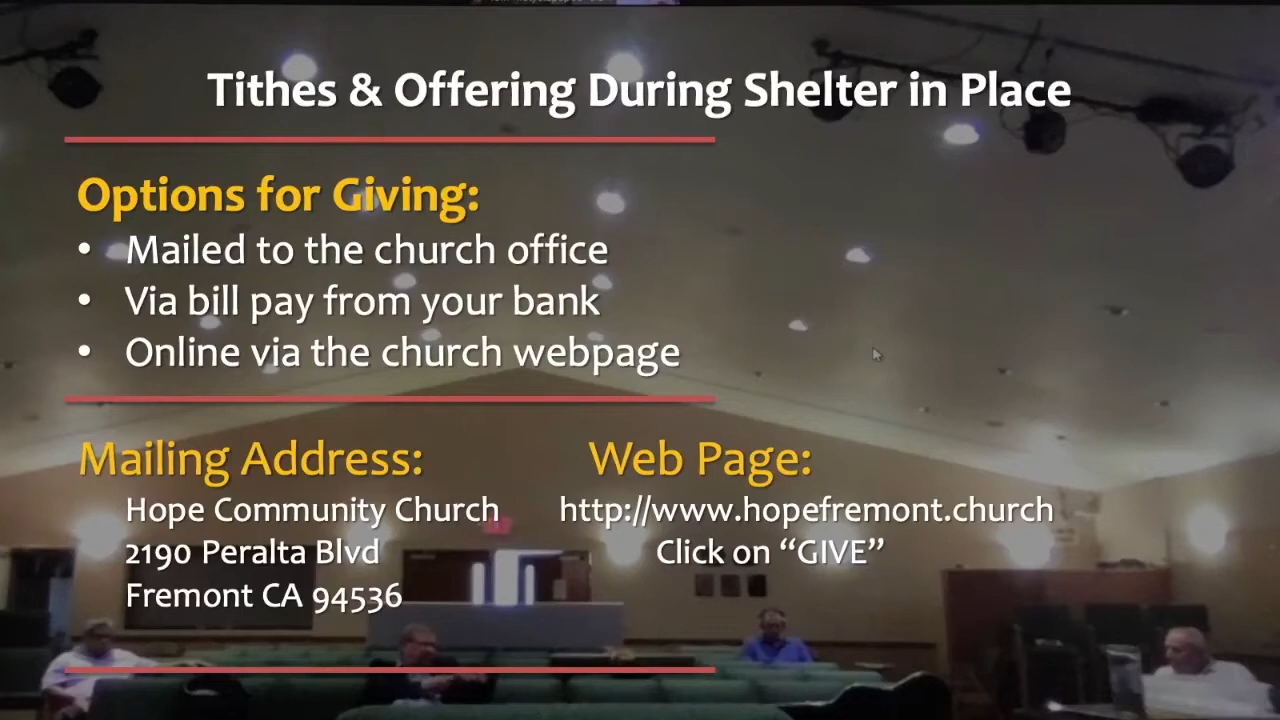 Tithes & Offering During Shelter in Place
Options for Giving:
• Mailed to the church office
• Via bill pay from your bank
• Online via the church webpage
Mailing Address:
Hope Community Church
2190 Peralta Blvd
Fremont CA 94536
Web Page:
http://www.hopefremont.church
Click on “GIVE”